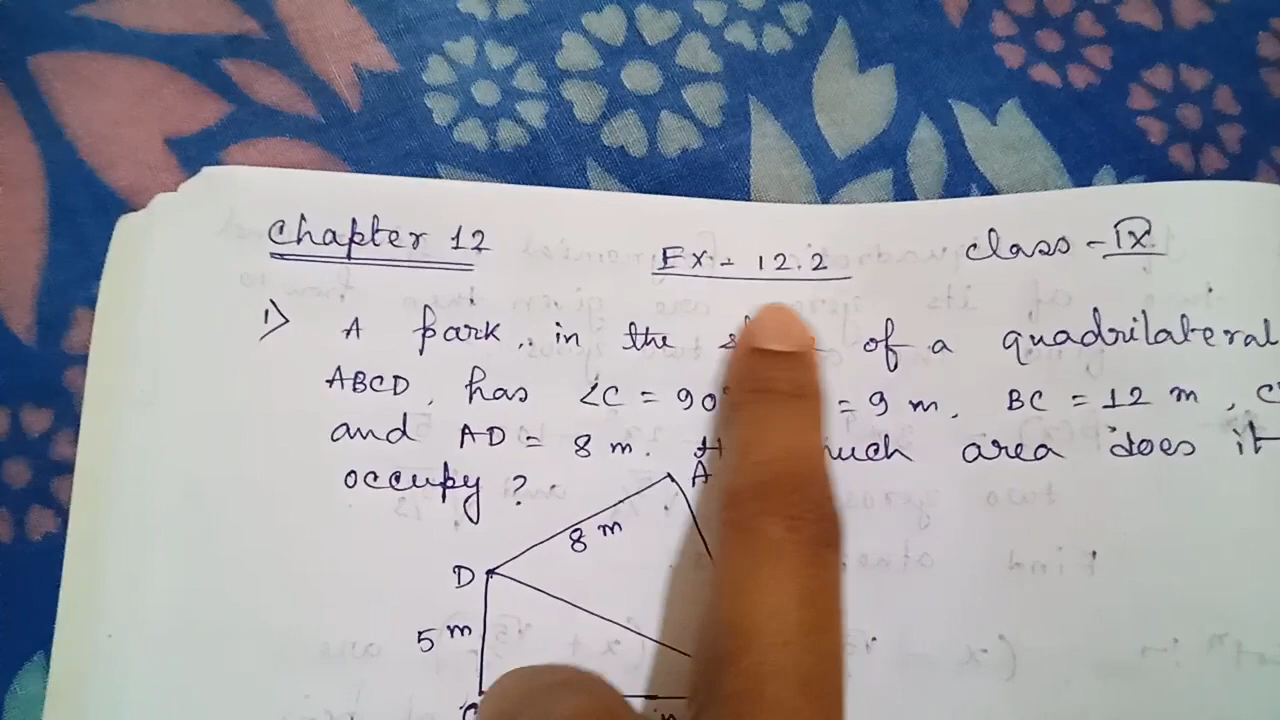 Chapter 12
Ex - 12.2
class - IX
1) A park, in the of a quadrilateral
ABCD, has ∠C = 90 = 9 m, BC = 12 m,
and AD = 8 m. much area does it
occupy ?
A
8 m
D
5 m